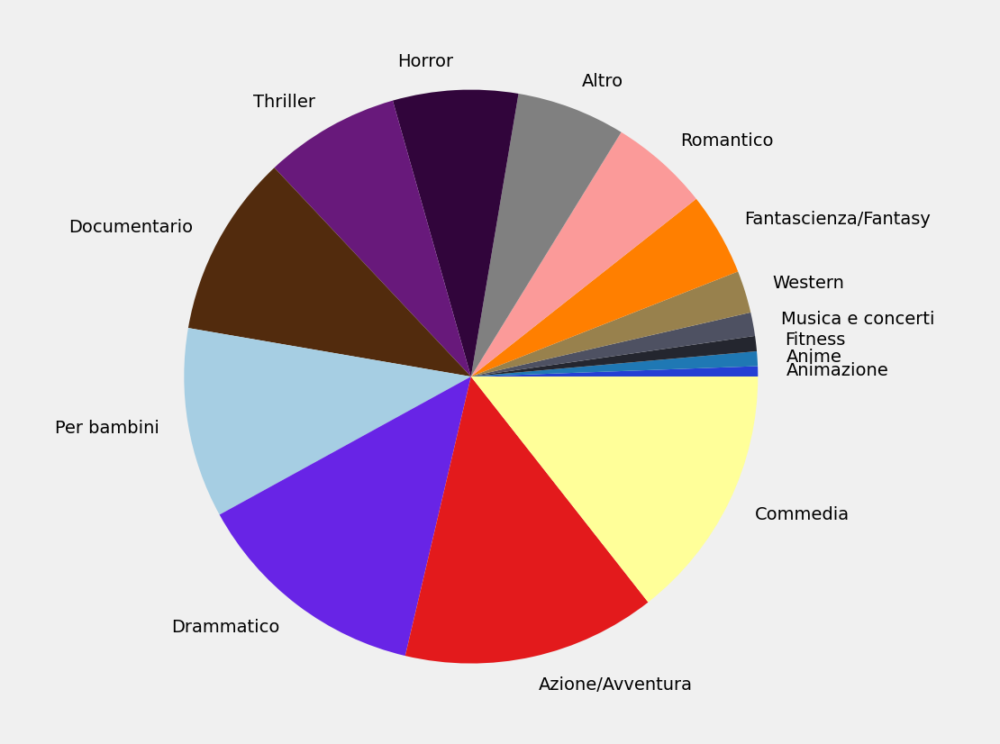 Horror
Altro
Thriller
Romantico
Fantascienza/Fantasy
Documentario
Western
Musica e concerti
Fitness
Anime
Animazione
Per bambini
Commedia
Drammatico
Azione/Avventura